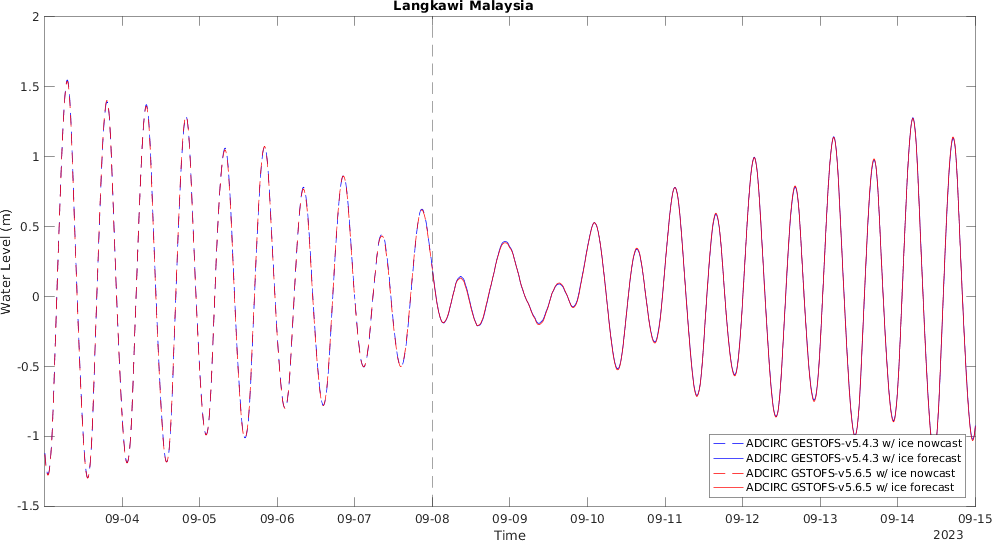 Langkawi Malaysia
2
1.5
1
0.5
0
-0.5
-1
-1.5
Water Level (m)
09-04 09-05 09-06 09-07 09-08 09-09 09-10 09-11 09-12 09-13 09-14 09-15
Time
2023
ADCIRC GESTOFS-v5.4.3 w/ ice nowcast
ADCIRC GESTOFS-v5.4.3 w/ ice forecast
ADCIRC GSTOFS-v5.6.5 w/ ice nowcast
ADCIRC GSTOFS-v5.6.5 w/ ice forecast